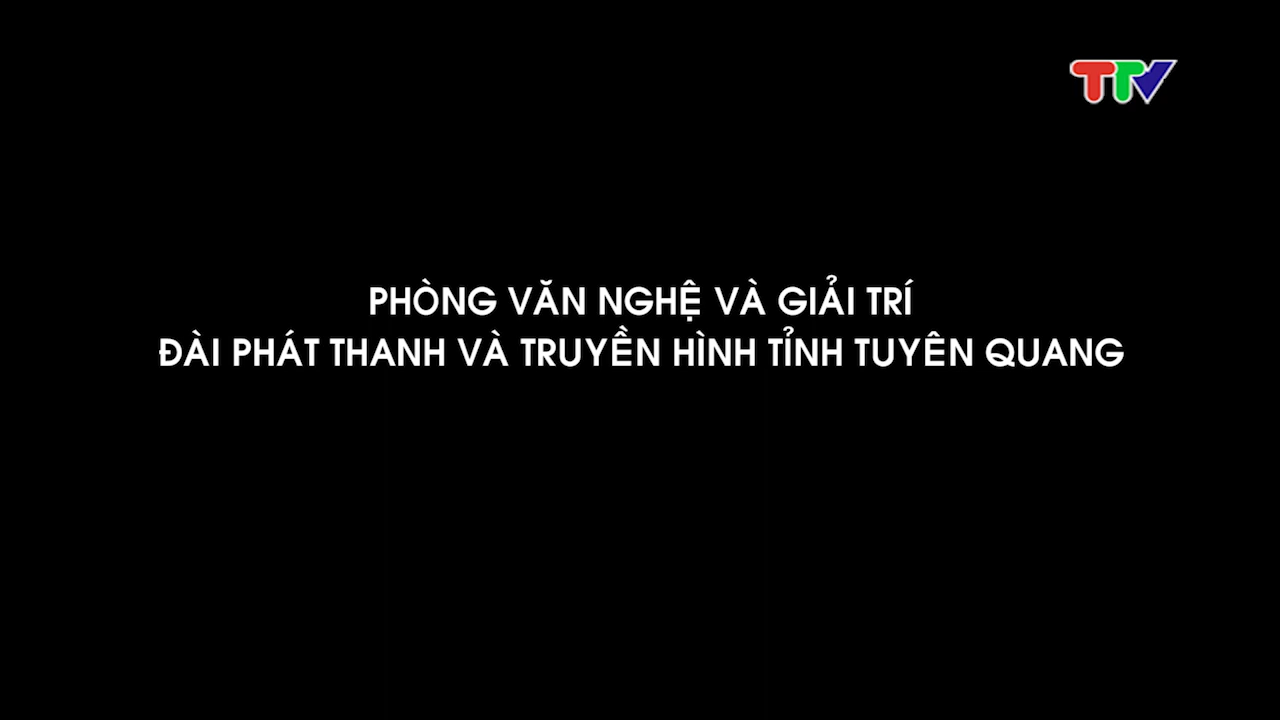 TTV
PHÒNG VĂN NGHỆ VÀ GIẢI TRÍ
ĐÀI PHÁT THANH VÀ TRUYỀN HÌNH TỈNH TUYÊN QUANG